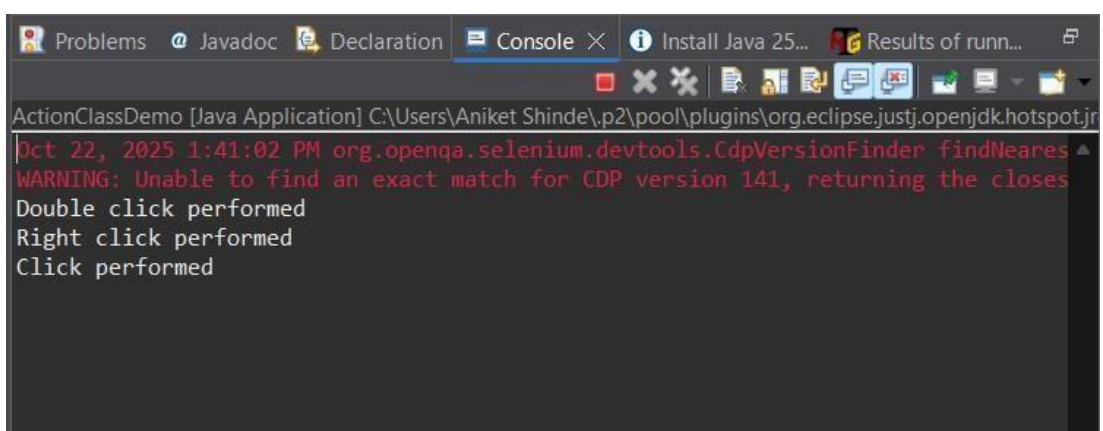 Problems @ Javadoc Declaration Console Install Java 25... Results of runn...
ActionClassDemo [Java Application] C:\Users\Aniket Shinde\.p2\pool\plugins\org.eclipse.justj.openjdk.hotspot.jr
Oct 22, 2025 1:41:02 PM org.openqa.selenium.devtools.CdpVersionFinder findNeares
WARNING: Unable to find an exact match for CDP version 141, returning the closes
Double click performed
Right click performed
Click performed